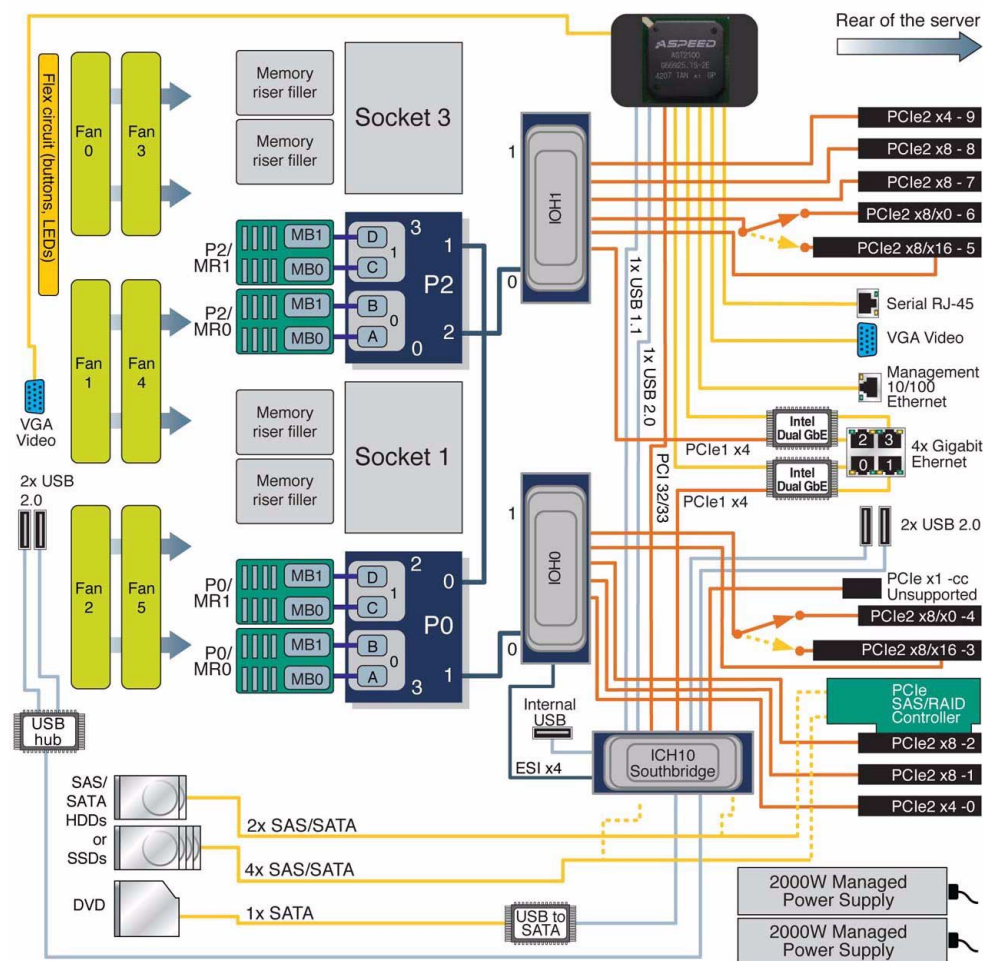 Rear of the server
ASPEED
AST2100
Flex circuit (buttons, LEDs)
Fan
0
Fan
3
Memory
riser filler
Memory
riser filler
Socket 3
1
IOH1
0
PCIe2 x4 - 9
PCIe2 x8 - 8
PCIe2 x8 - 7
PCIe2 x8/x0 - 6
PCIe2 x8/x16 - 5
P2/
MR1
MB1
MB0
D
C
1
3
1
P2
P2/
MR0
MB1
MB0
B
A
0
0
2
1x USB 1.1
1x USB 2.0
PCI 32/33
Serial RJ-45
VGA Video
Management
10/100
Ethernet
Fan
1
Fan
4
VGA
Video
Memory
riser filler
Memory
riser filler
Socket 1
PCIe1 x4
Intel
Dual GbE
2 3
0 1
4x Gigabit
Ethernet
PCIe1 x4
Intel
Dual GbE
2x USB
2.0
1
IOH0
0
2x USB 2.0
PCIe x1 -cc
Unsupported
PCIe2 x8/x0 -4
PCIe2 x8/x16 -3
Fan
2
Fan
5
P0/
MR1
MB1
MB0
D
C
1
2
0
P0
P0/
MR0
MB1
MB0
B
A
0
3
1
USB
hub
Internal
USB
ESI x4
ICH10
Southbridge
PCIe
SAS/RAID
Controller
PCIe2 x8 -2
PCIe2 x8 -1
PCIe2 x4 -0
SAS/
SATA
HDDs
or
SSDs
2x SAS/SATA
4x SAS/SATA
DVD
1x SATA
USB to
SATA
2000W Managed
Power Supply
2000W Managed
Power Supply